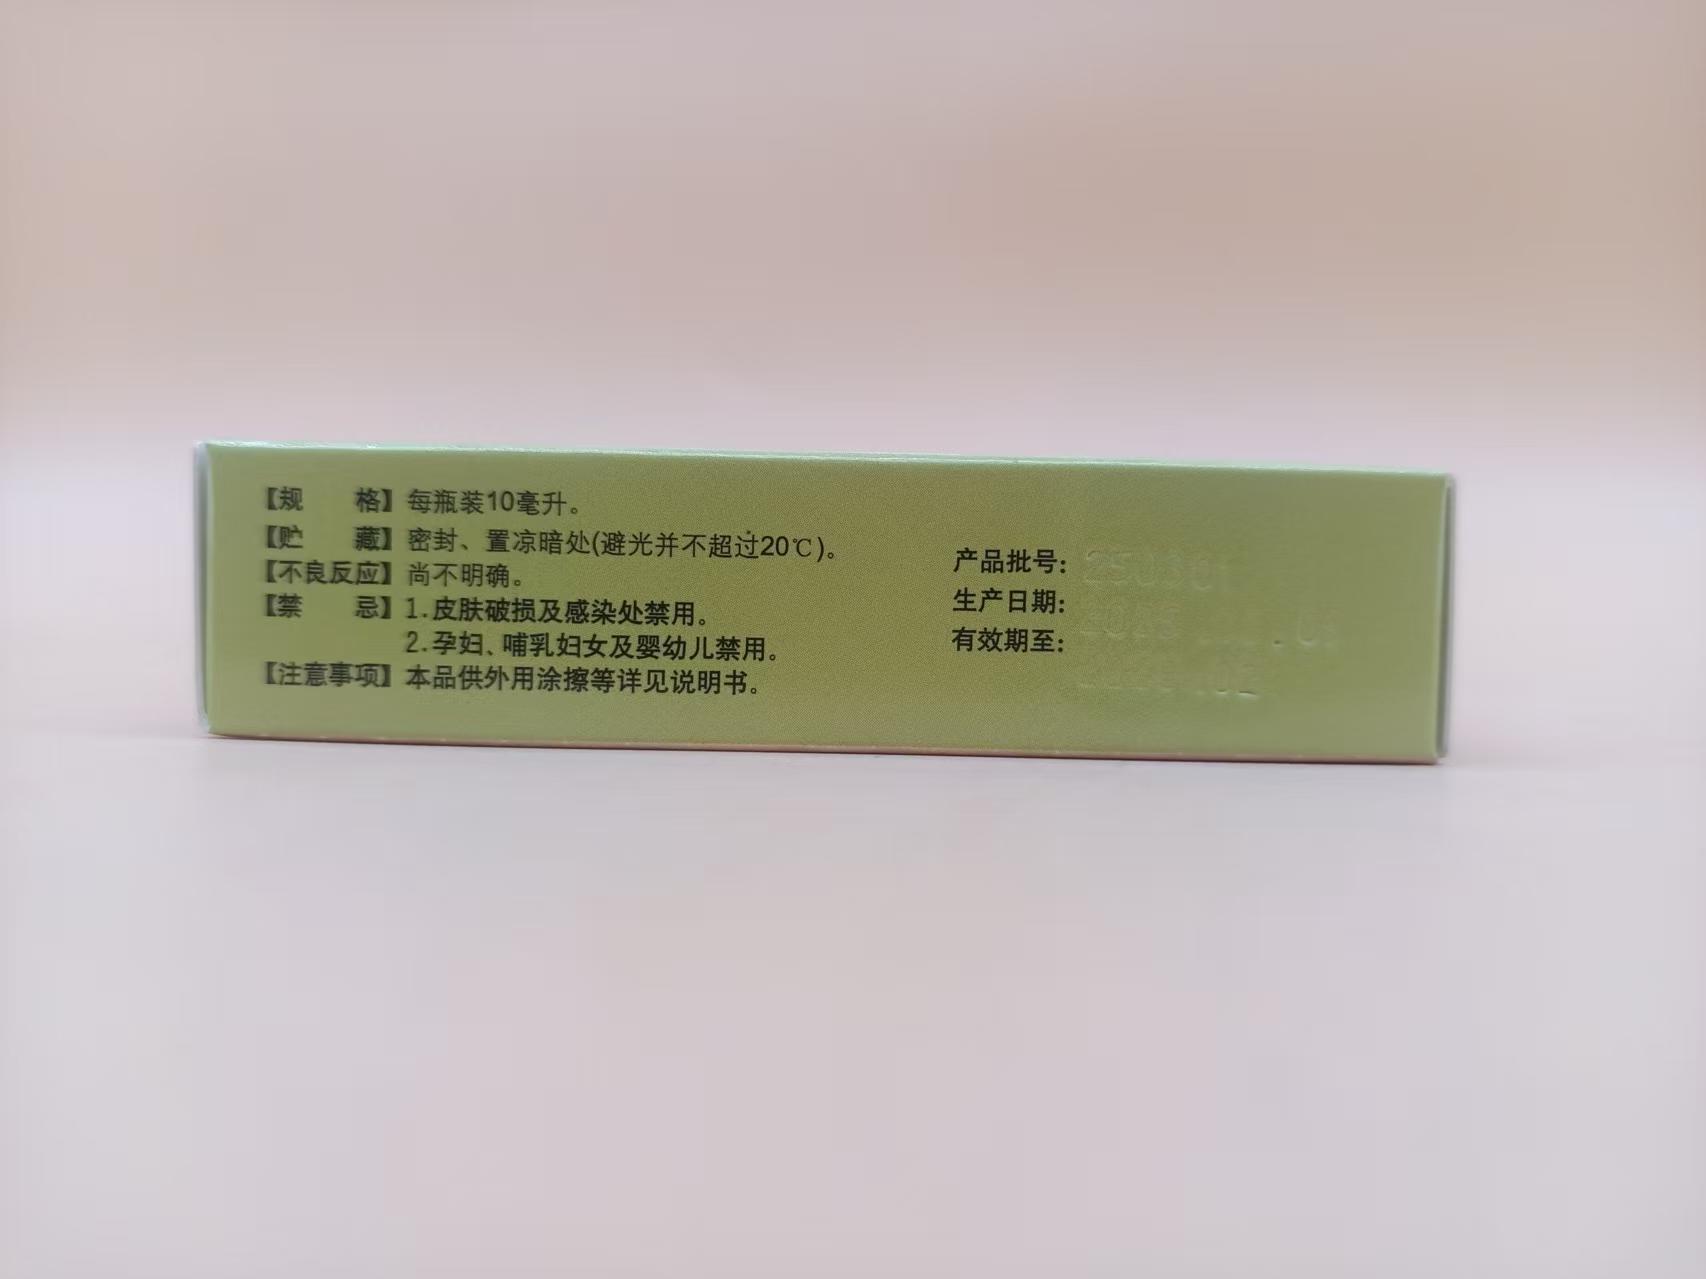 【规　　格】每瓶装10毫升。
【贮　　藏】密封、置凉暗处(避光并不超过20℃)。
【不良反应】尚不明确。
【禁　　忌】1.皮肤破损及感染处禁用。
2.孕妇、哺乳妇女及婴幼儿禁用。
【注意事项】本品供外用涂擦等详见说明书。
产品批号: 250301
生产日期:
有效期至: